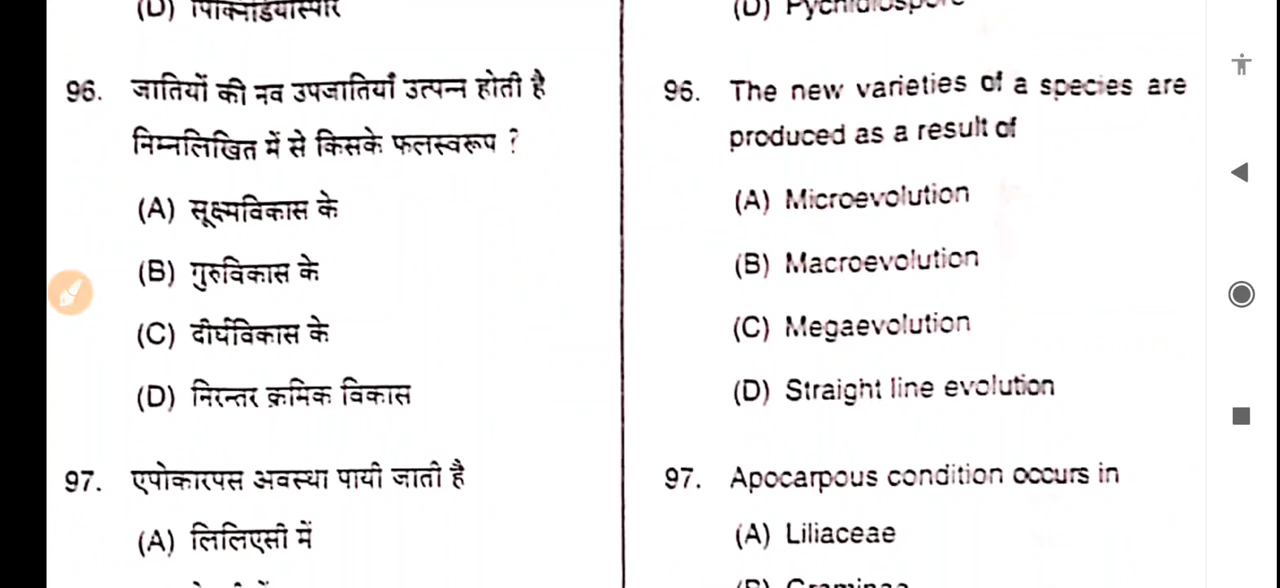 96. जातियों की नव उपजातियाँ उत्पन्न होती है
निम्नलिखित में से किसके फलस्वरूप ?
(A) सूक्ष्मविकास के
(B) गुरुविकास के
(C) दीर्घविकास के
(D) निरन्तर क्रमिक विकास
97. एपोकारपस अवस्था पायी जाती है
(A) लिलिएसी में
(D)
96. The new varieties of a species are
produced as a result of
(A) Microevolution
(B) Macroevolution
(C) Megaevolution
(D) Straight line evolution
97. Apocarpous condition occurs in
(A) Liliaceae